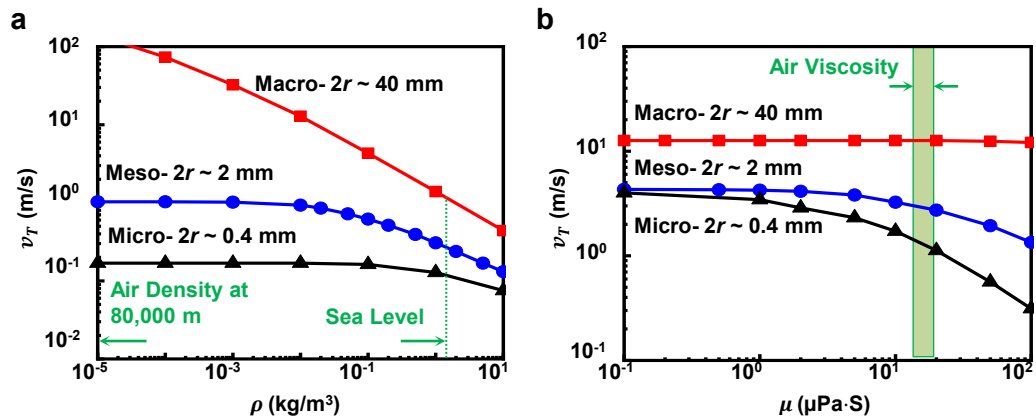 a
10²
10¹
10⁰
10⁻¹
10⁻²
v_T (m/s)
Macro- 2r ~ 40 mm
Meso- 2r ~ 2 mm
Micro- 2r ~ 0.4 mm
Air Density at
80,000 m
Sea Level
10⁻⁵ 10⁻³ 10⁻¹ 10¹
ρ (kg/m³)
b
10²
10¹
10⁰
10⁻¹
v_T (m/s)
Air Viscosity
Macro- 2r ~ 40 mm
Meso- 2r ~ 2 mm
Micro- 2r ~ 0.4 mm
10⁻¹ 10⁰ 10¹ 10²
μ (μPa·S)